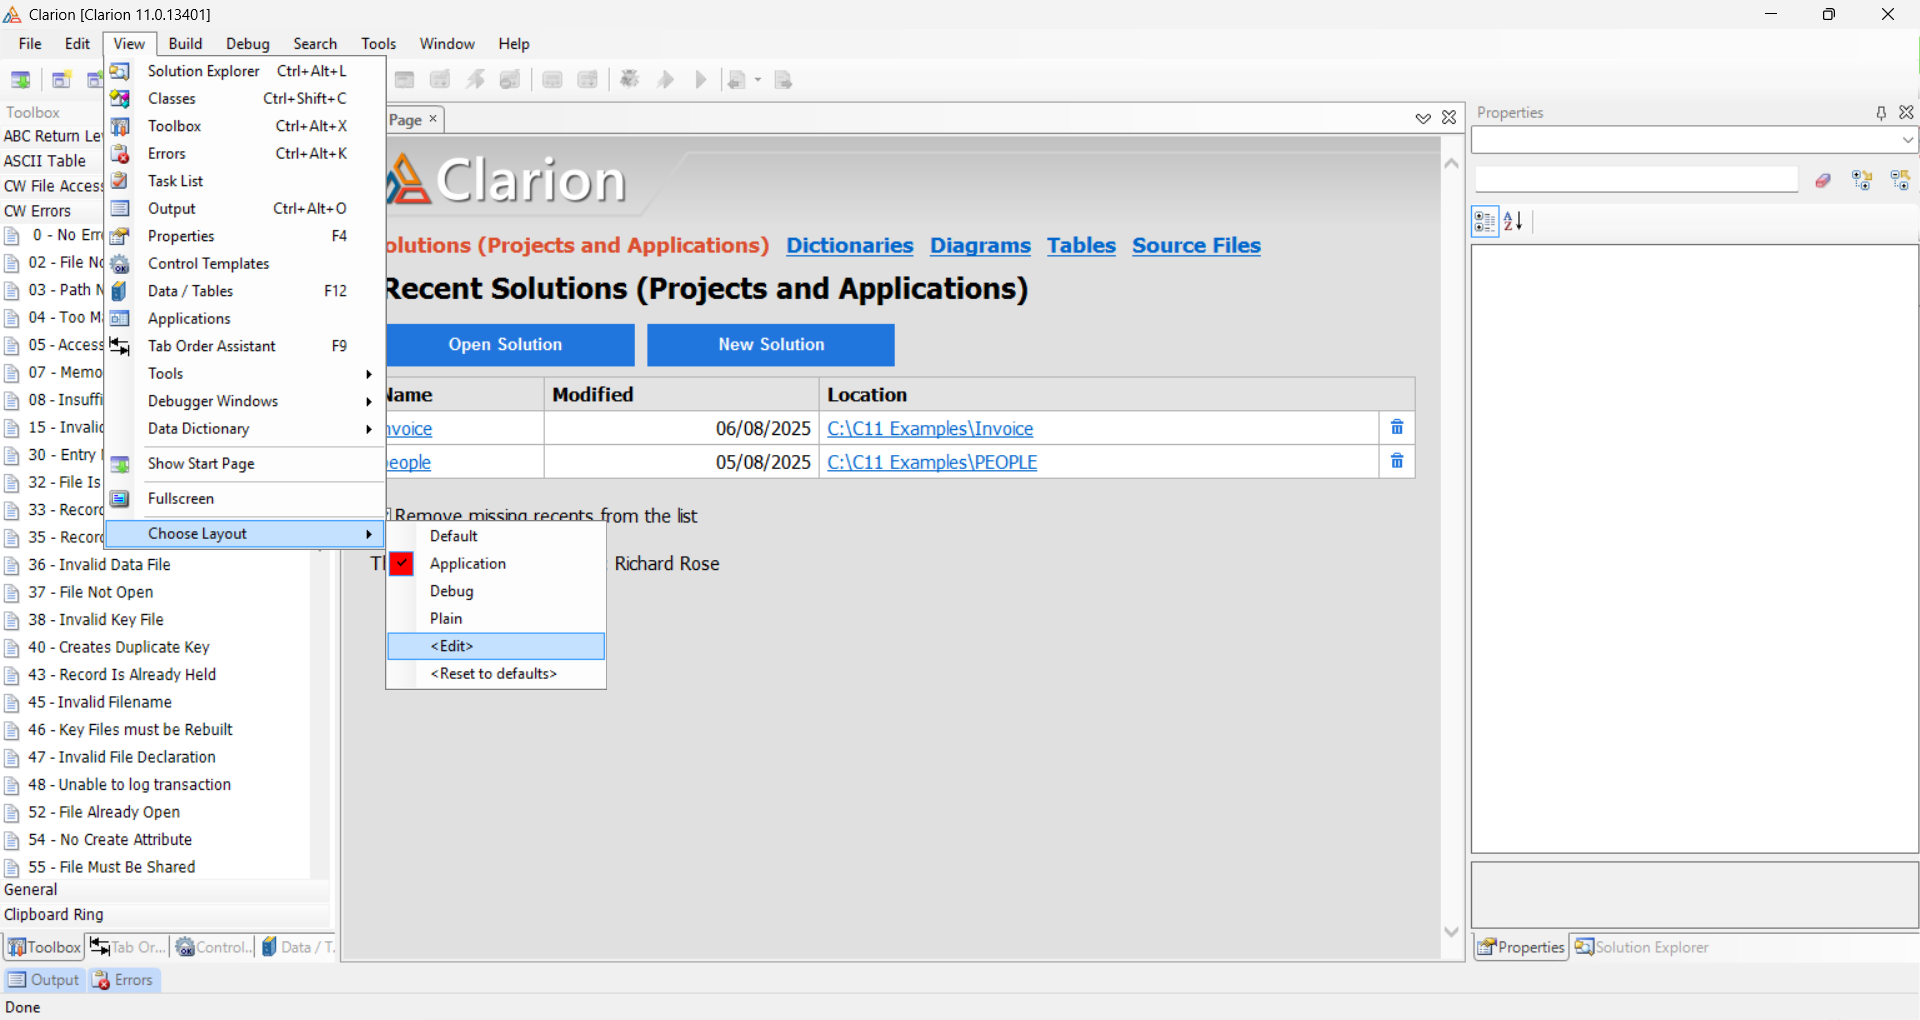 Clarion [Clarion 11.0.13401]
File Edit View Build Debug Search Tools Window Help
Toolbox
ABC Return Le
ASCII Table
CW File Access
CW Errors
0 - No Err
02 - File No
03 - Path N
04 - Too M
05 - Access
07 - Memo
08 - Insuffi
15 - Invalid
30 - Entry
32 - File Is
33 - Record
35 - Record
36 - Invalid Data File
37 - File Not Open
38 - Invalid Key File
40 - Creates Duplicate Key
43 - Record Is Already Held
45 - Invalid Filename
46 - Key Files must be Rebuilt
47 - Invalid File Declaration
48 - Unable to log transaction
52 - File Already Open
54 - No Create Attribute
55 - File Must Be Shared
General
Clipboard Ring
Toolbox Tab Or... Control... Data / T.
Output Errors
Done
Solution Explorer Ctrl+Alt+L
Classes Ctrl+Shift+C
Toolbox Ctrl+Alt+X
Errors Ctrl+Alt+K
Task List
Output Ctrl+Alt+O
Properties F4
Control Templates
Data / Tables F12
Applications
Tab Order Assistant F9
Tools
Debugger Windows
Data Dictionary
Show Start Page
Fullscreen
Choose Layout
Default
Application
Debug
Plain
<Edit>
<Reset to defaults>
Page
Clarion
olutions (Projects and Applications) Dictionaries Diagrams Tables Source Files
Recent Solutions (Projects and Applications)
Open Solution New Solution
Name Modified Location
nvoice 06/08/2025 C:\C11 Examples\Invoice
people 05/08/2025 C:\C11 Examples\PEOPLE
Remove missing recents from the list
Th : Richard Rose
Properties
Properties Solution Explorer